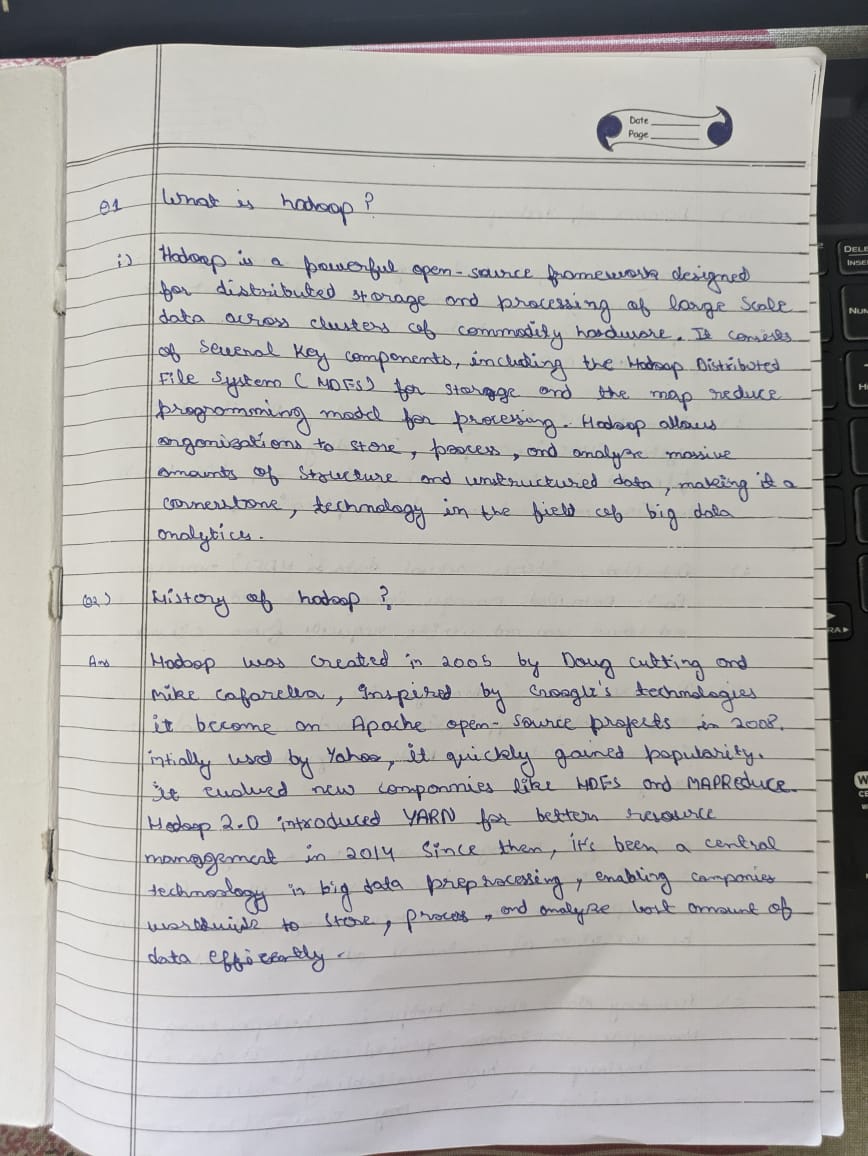 Date
Page
Q1 What is hadoop?
i) Hadoop is a powerful open-source framework designed
for distributed storage and processing of large scale
data across clusters of commodity hardware. It consists
of several key components, including the Hadoop Distributed
File System (HDFS) for storage and the map reduce
programming model for processing. Hadoop allows
organizations to store, process, and analyze massive
amounts of structure and unstructured data, making it a
cornerstone, technology in the field of big data
analytics.
Q2) History of hadoop?
Ans Hadoop was created in 2005 by Doug cutting and
Mike cafarella, Inspired by Google's technologies
it become an Apache open-source projects in 2008.
intially used by Yahoo, it quickly gained popularity.
it evolved new componnies like HDFS and MAPReduce.
Hadoop 2.0 introduced YARN for better resource
management in 2014 Since then, it's been a central
technoology in big data preprocessing, enabling companies
to store, process, and analyze amount of
data efficently.
DELE
INSE
NUM